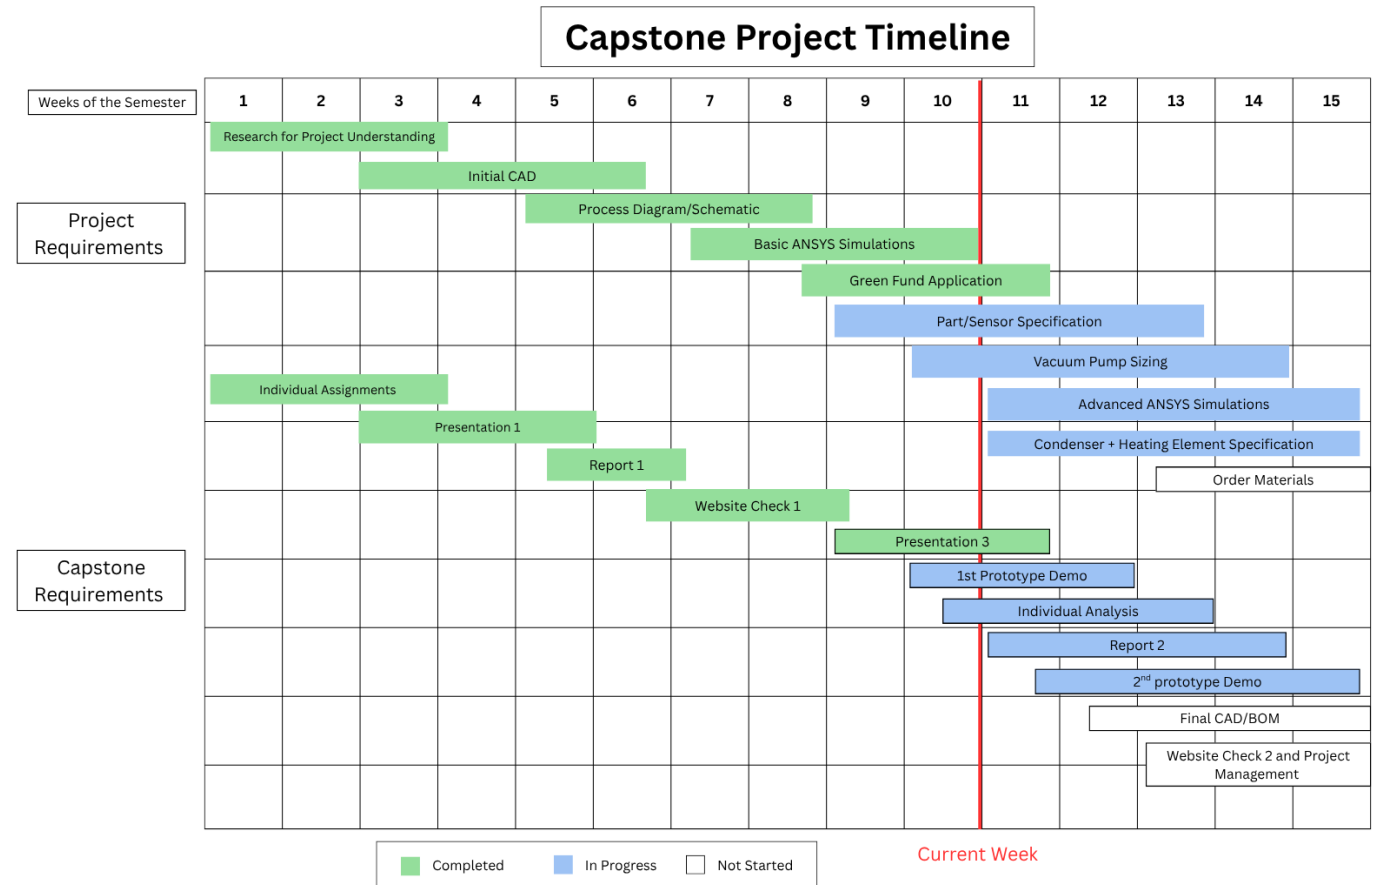 Capstone Project Timeline
Weeks of the Semester
1 2 3 4 5 6 7 8 9 10 11 12 13 14 15
Research for Project Understanding
Initial CAD
Project
Requirements
Process Diagram/Schematic
Basic ANSYS Simulations
Green Fund Application
Part/Sensor Specification
Vacuum Pump Sizing
Individual Assignments
Advanced ANSYS Simulations
Presentation 1
Condenser + Heating Element Specification
Report 1
Order Materials
Website Check 1
Presentation 3
Capstone
Requirements
1st Prototype Demo
Individual Analysis
Report 2
2nd prototype Demo
Final CAD/BOM
Website Check 2 and Project
Management
Current Week
Completed
In Progress
Not Started